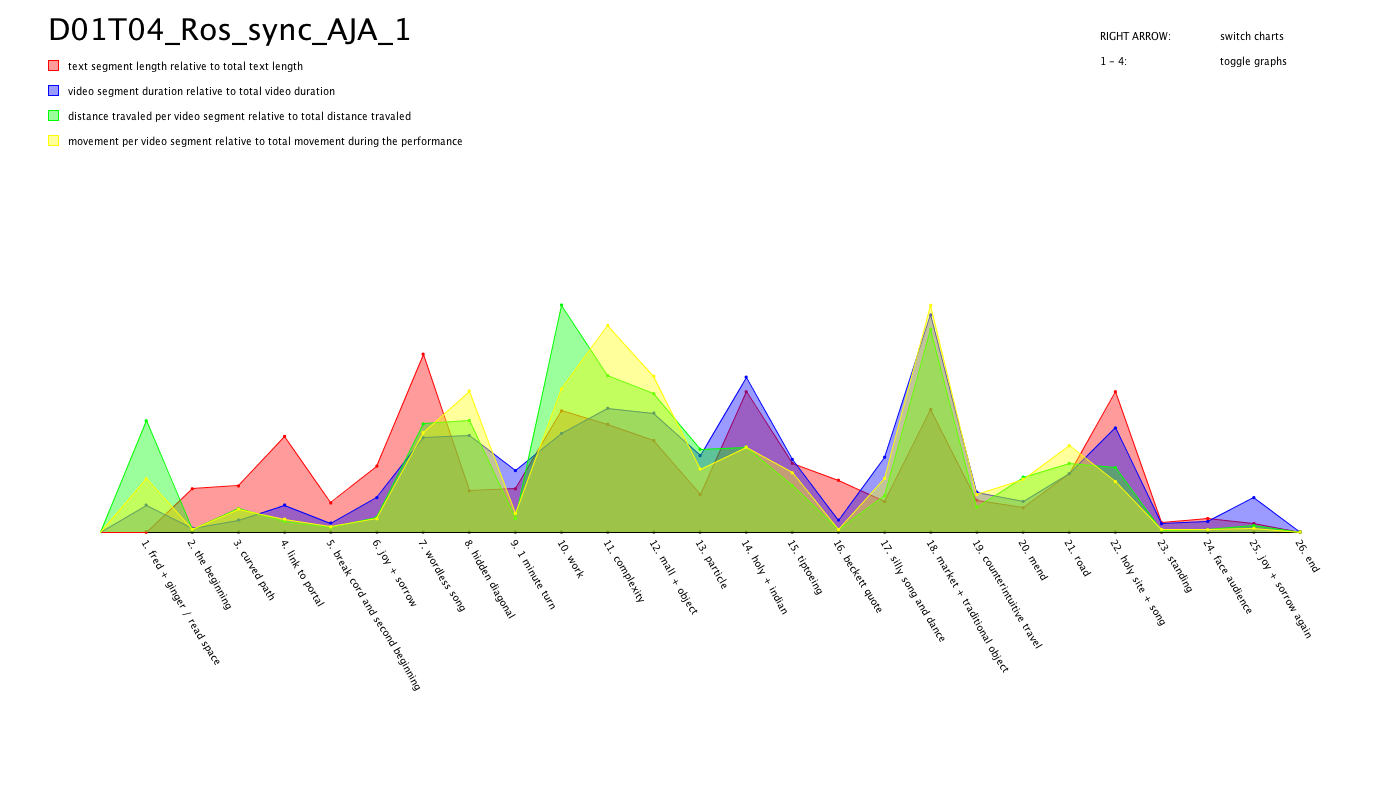 D01T04_Ros_sync_AJA_1
RIGHT ARROW: switch charts
1 – 4: toggle graphs
text segment length relative to total text length
video segment duration relative to total video duration
distance travaled per video segment relative to total distance travaled
movement per video segment relative to total movement during the performance
1. fred + ginger / read space
2. the beginning
3. curved path
4. link to portal
5. break cord and second beginning
6. joy + sorrow
7. wordless song
8. hidden diagonal
9. 1 minute turn
10. work
11. complexity
12. mall + object
13. particle
14. holy + indian
15. tiptoeing
16. beckett quote
17. silly song and dance
18. market + traditional object
19. counterintuitive travel
20. mend
21. road
22. holy site + song
23. standing
24. face audience
25. joy + sorrow again
26. end